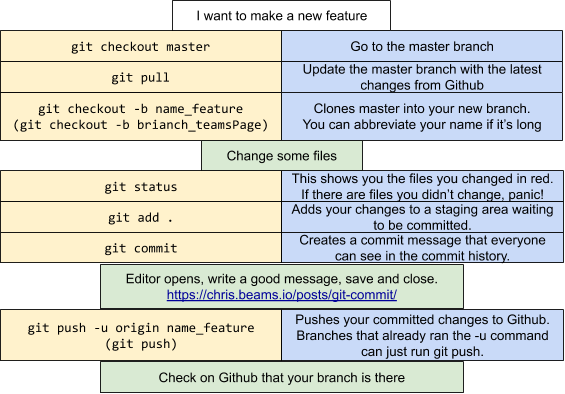 I want to make a new feature
git checkout master
Go to the master branch
git pull
Update the master branch with the latest
changes from Github
git checkout -b name_feature
(git checkout -b brianch_teamsPage)
Clones master into your new branch.
You can abbreviate your name if it's long
Change some files
git status
This shows you the files you changed in red.
If there are files you didn't change, panic!
git add .
Adds your changes to a staging area waiting
to be committed.
git commit
Creates a commit message that everyone
can see in the commit history.
Editor opens, write a good message, save and close.
https://chris.beams.io/posts/git-commit/
git push -u origin name_feature
(git push)
Pushes your committed changes to Github.
Branches that already ran the -u command
can just run git push.
Check on Github that your branch is there